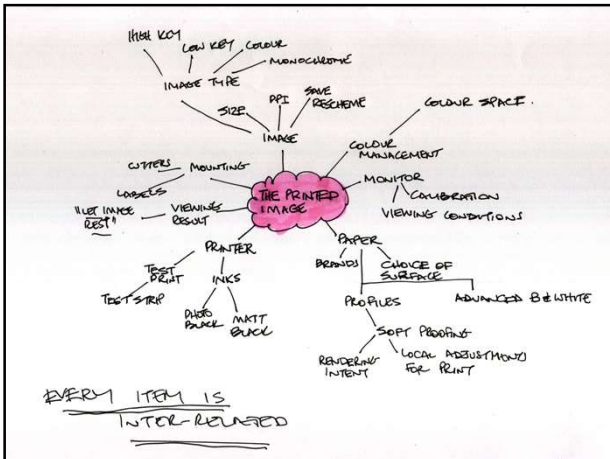 HIGH KEY
LOW KEY
COLOUR
MONOCHROME
IMAGE TYPE
SIZE
PPI
SAVE
RESCHEME
IMAGE
COLOUR SPACE.
COLOUR
MANAGEMENT
CUTTERS
MOUNTING
LABELS
"LET IMAGE
REST"
VIEWING
RESULT
THE PRINTED
IMAGE
MONITOR
CALIBRATION
VIEWING CONDITIONS
PRINTER
TEST
PRINT
TEST STRIP
INKS
PHOTO
BLACK
MATT
BLACK
PAPER
BRANDS
CHOICE OF
SURFACE
PROFILES
ADVANCED B&WHITE
SOFT PROOFING
RENDERING
INTENT
LOCAL ADJUSTMENTS
FOR PRINT
EVERY ITEM IS
INTER-RELATED